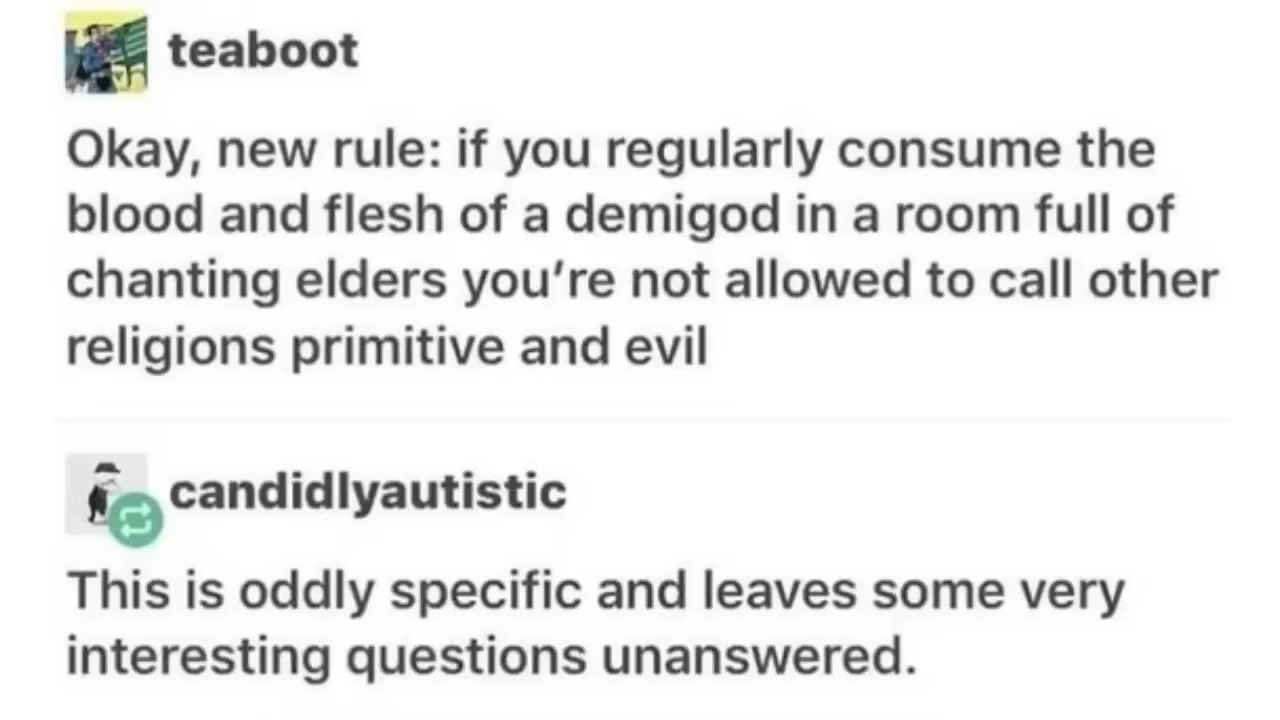 teaboot
Okay, new rule: if you regularly consume the
blood and flesh of a demigod in a room full of
chanting elders you're not allowed to call other
religions primitive and evil
candidlyautistic
This is oddly specific and leaves some very
interesting questions unanswered.